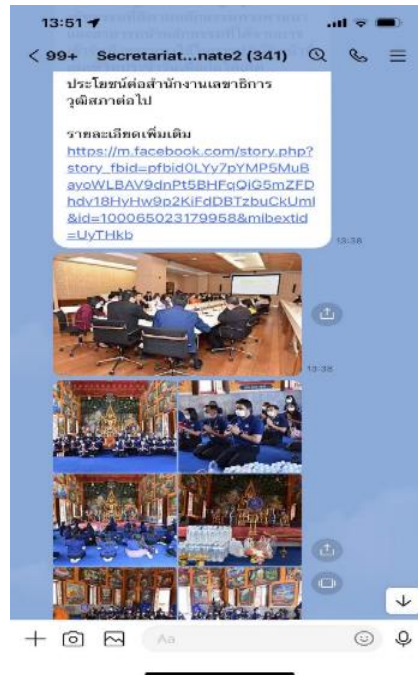 13:51
99+ Secretariat...nate2 (341)
ประโยชน์ต่อสำนักงานเลขาธิการ
วุฒิสภาต่อไป
รายละเอียดเพิ่มเติม
https://m.facebook.com/story.php?
story_fbid=pfbid0LYy7pYMP5MuB
ayoWLBAV9dnPt5BHFqQiG5mZFD
hdv18HyHw9p2KiFdDBTzbuCkUml
&id=100065023179958&mibextid
=UyTHkb
13:38
13:38
Aa